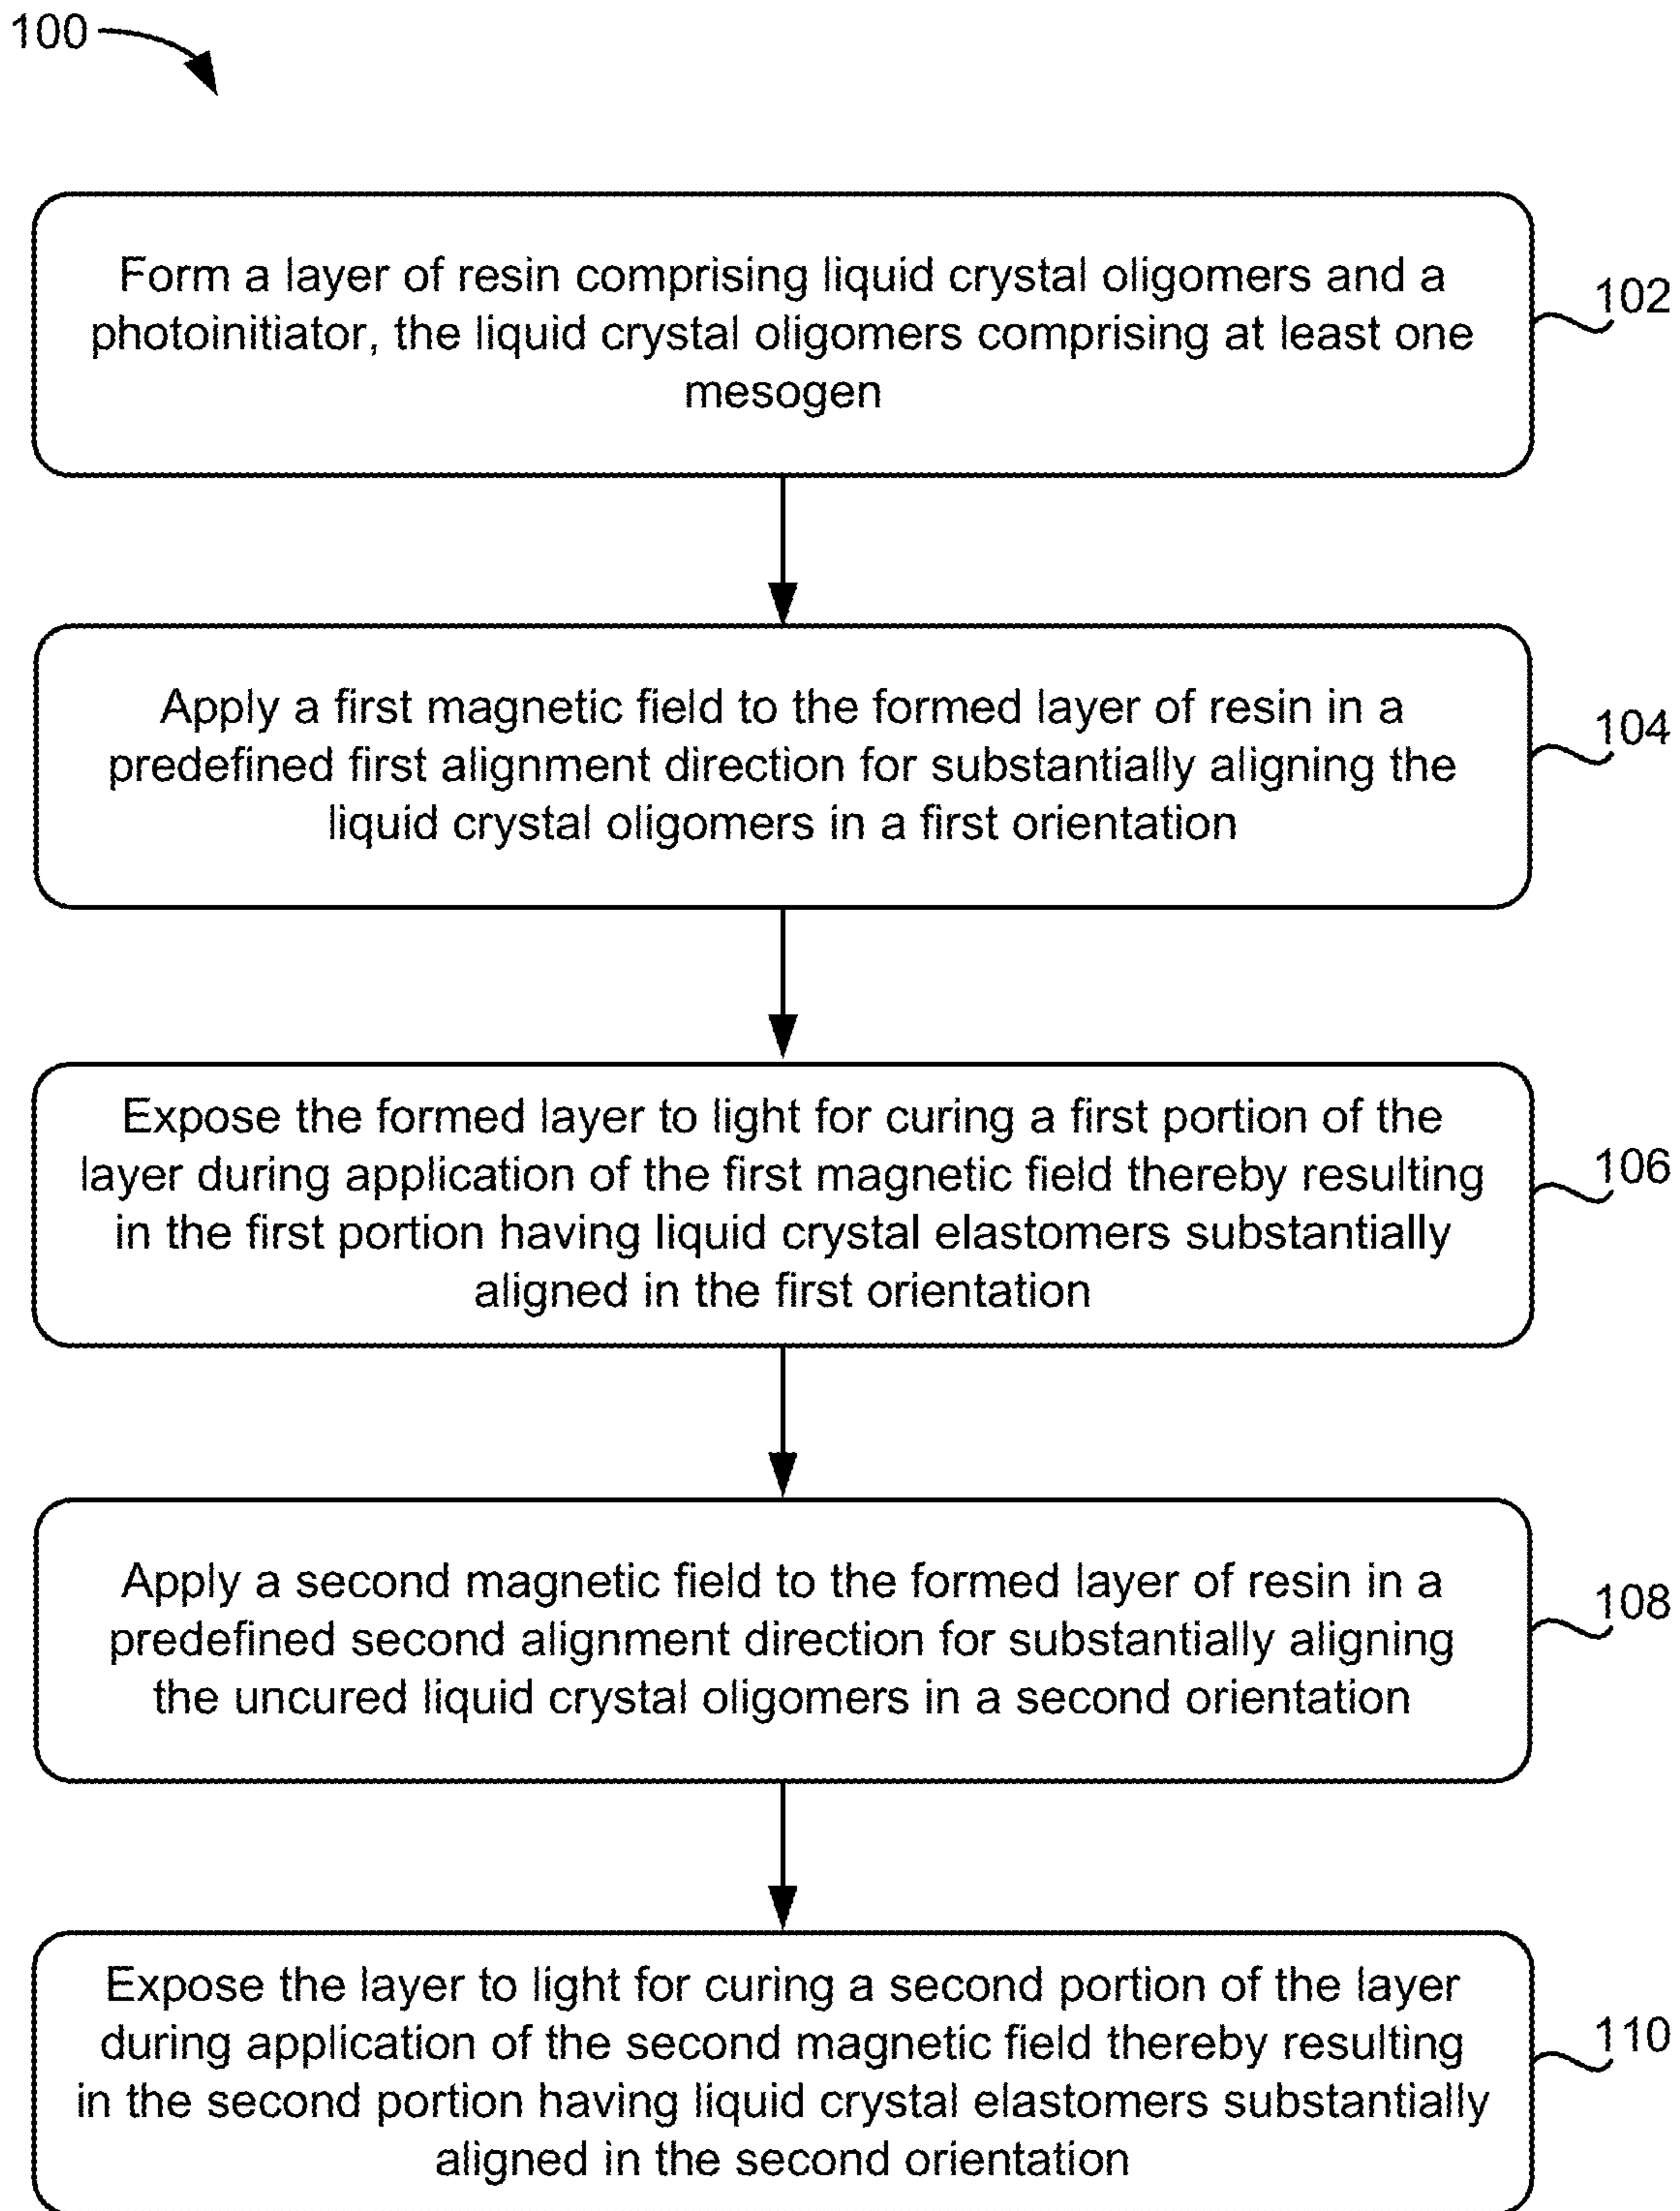 100
Form a layer of resin comprising liquid crystal oligomers and a
photoinitiator, the liquid crystal oligomers comprising at least one
mesogen
102
Apply a first magnetic field to the formed layer of resin in a
predefined first alignment direction for substantially aligning the
liquid crystal oligomers in a first orientation
104
Expose the formed layer to light for curing a first portion of the
layer during application of the first magnetic field thereby resulting
in the first portion having liquid crystal elastomers substantially
aligned in the first orientation
106
Apply a second magnetic field to the formed layer of resin in a
predefined second alignment direction for substantially aligning
the uncured liquid crystal oligomers in a second orientation
108
Expose the layer to light for curing a second portion of the layer
during application of the second magnetic field thereby resulting
in the second portion having liquid crystal elastomers substantially
aligned in the second orientation
110